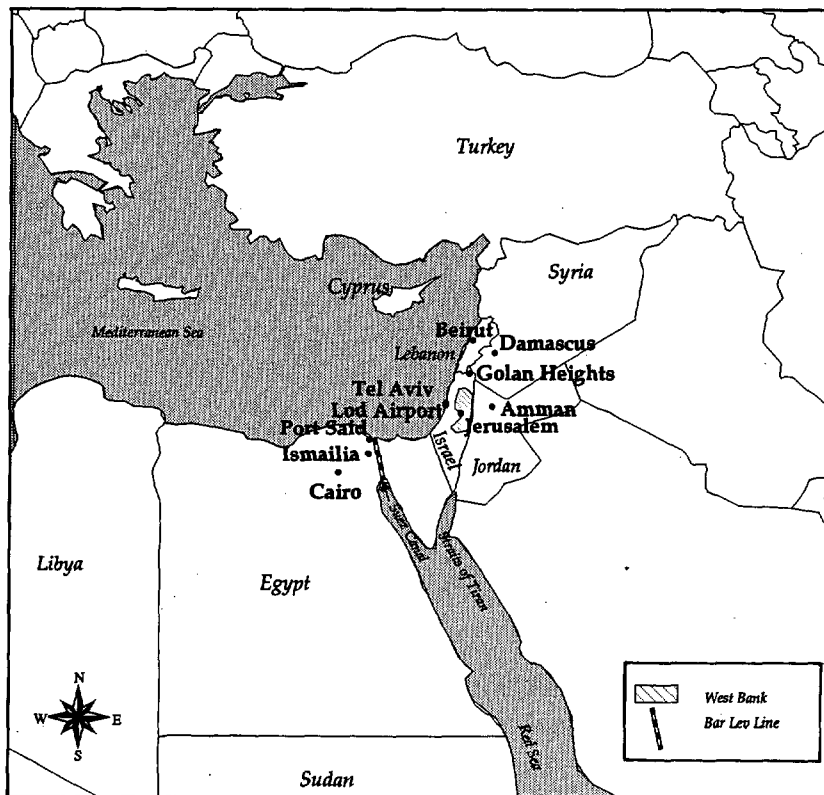 Turkey
Syria
Cyprus
Mediterranean Sea
Beirut
Lebanon
Damascus
Golan Heights
Tel Aviv
Lod Airport
Amman
Port Said
Jerusalem
Ismailia
Israel
Jordan
Cairo
Suez Canal
Straits of Tiran
Libya
Egypt
N
W E
S
West Bank
Bar Lev Line
Red Sea
Sudan